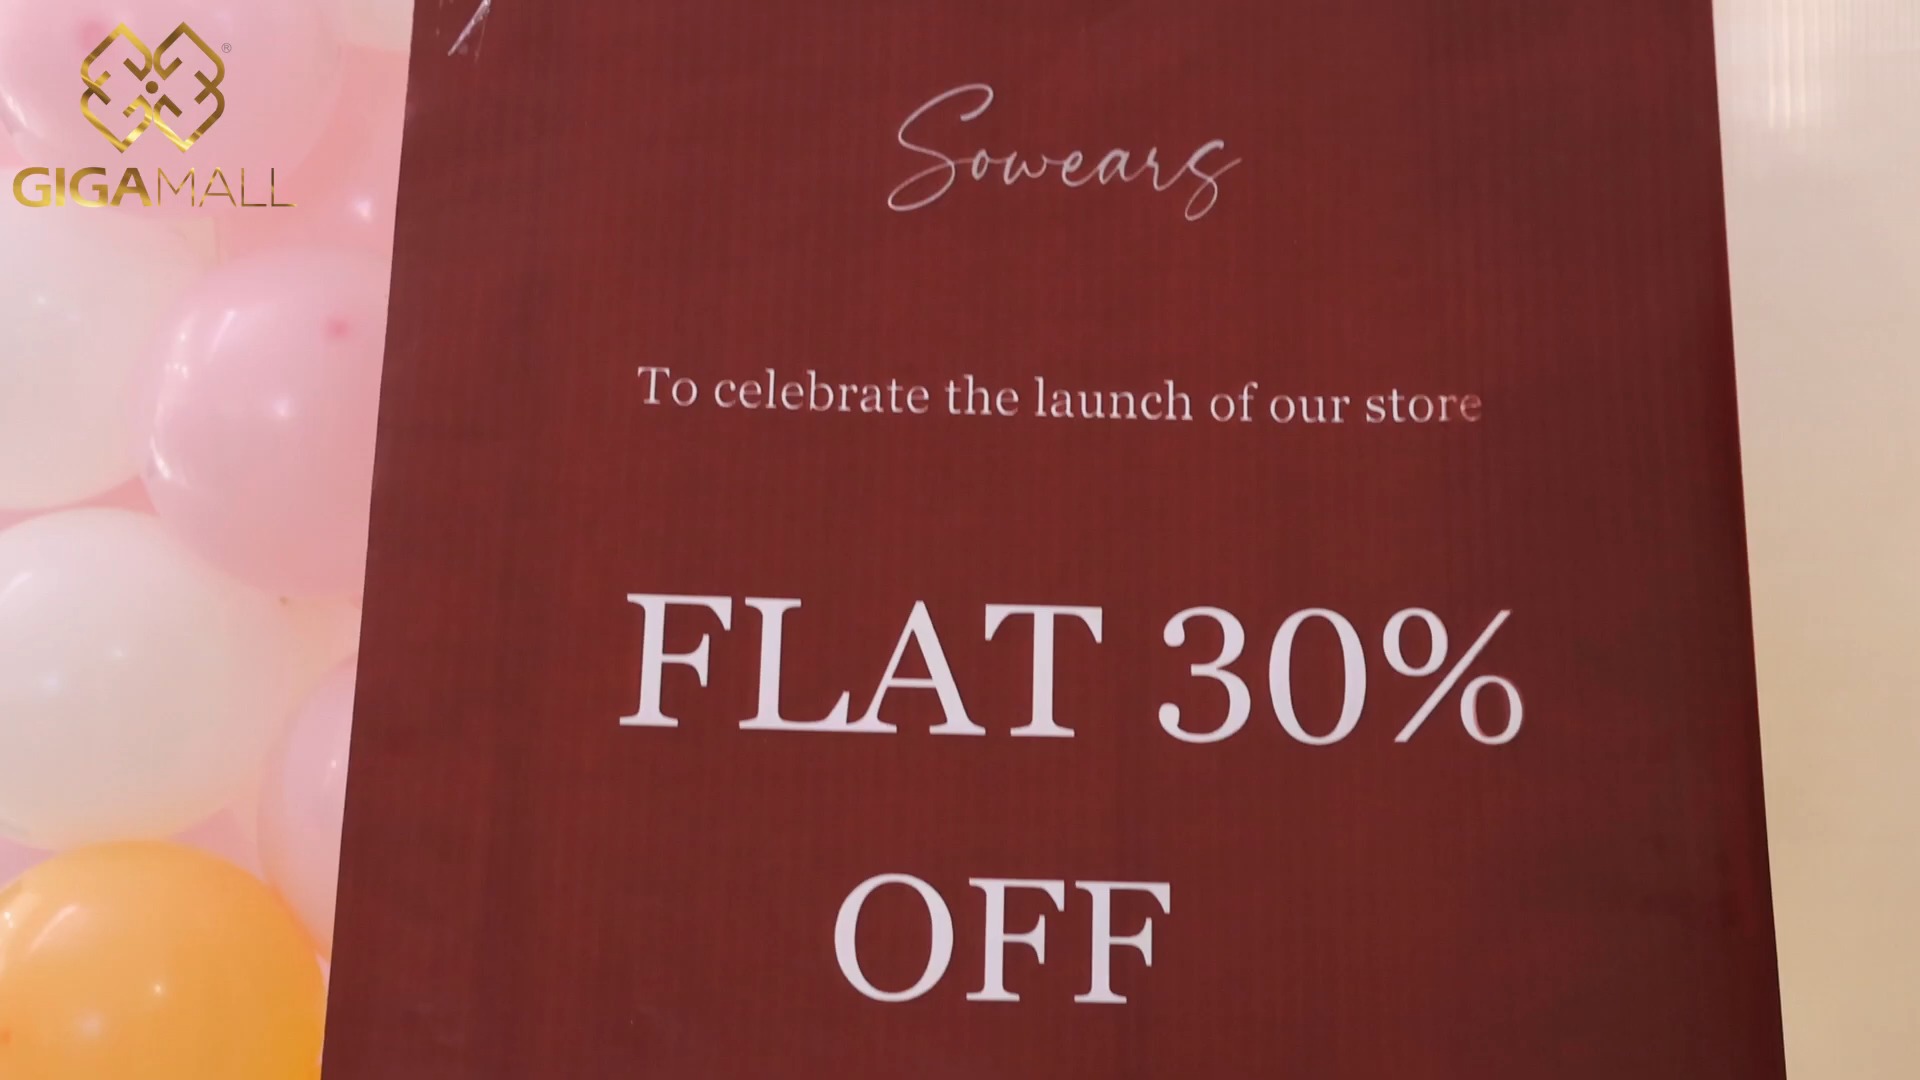 GIGAMALL
®
Sowears
To celebrate the launch of our store
FLAT 30%
OFF